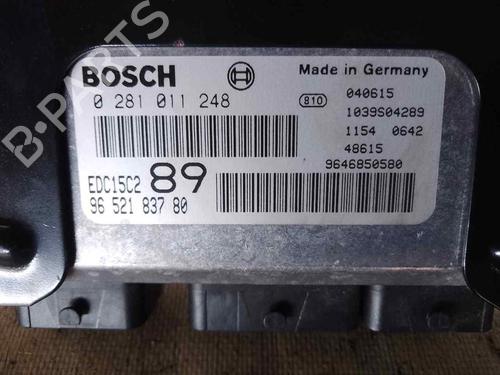 BOSCH
Made in Germany
0 281 011 248
810
040615
1039S04289
1154 0642
48615
9646850580
EDC15C2 89
96 521 837 80
B-Parts